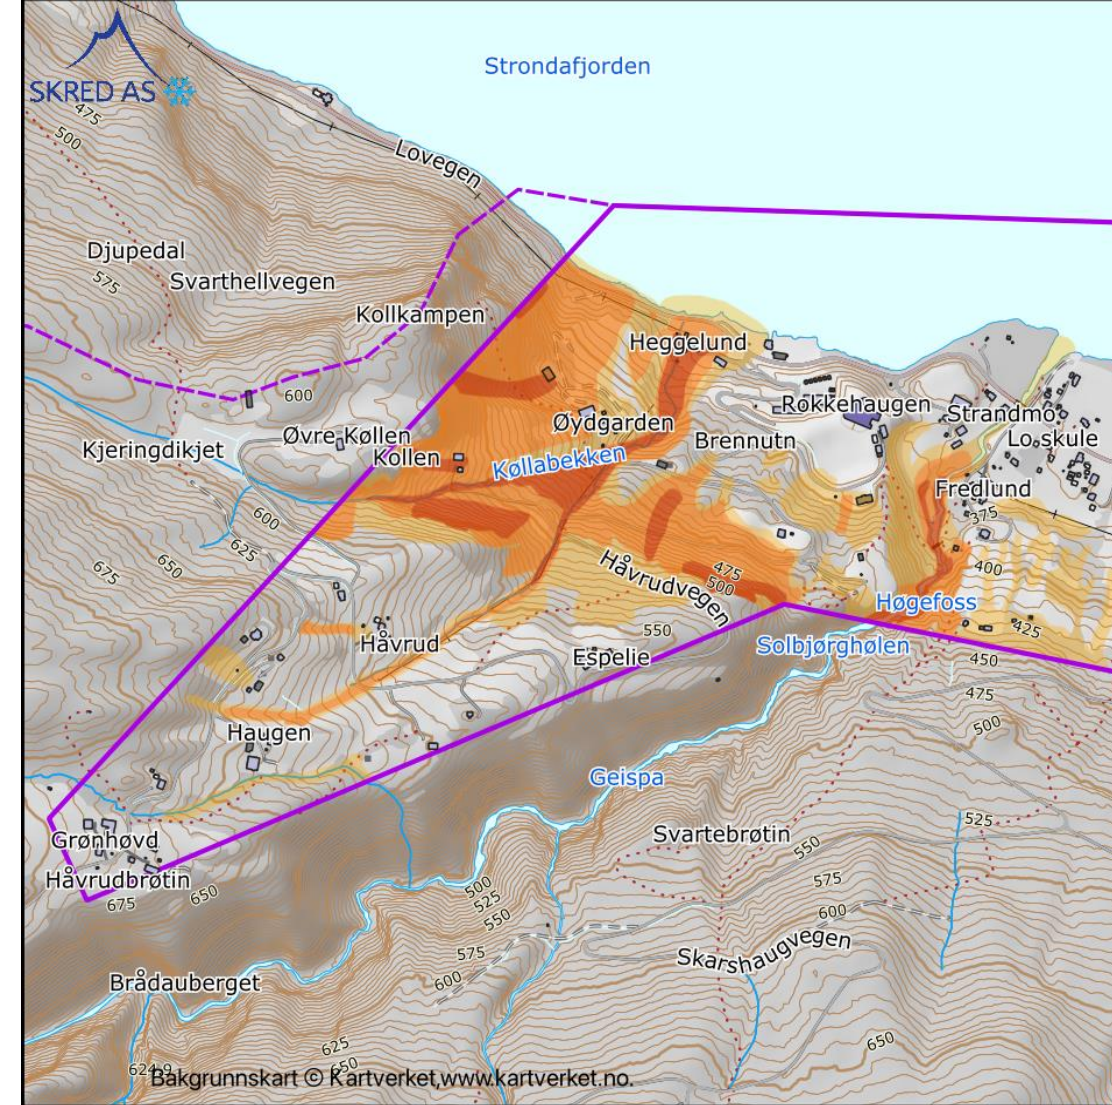 Strondafjorden
SKRED AS
475
500
Lovegen
Djupedal
575
Svarthellvegen
Kollkampen
Heggelund
600
Rokkehaugen
Strandmo
Øvre Køllen
Øydgarden
Kjeringdikjet
Kollen
Brennutn
Lo skule
Køllabekken
Fredlund
600
375
625
650
675
Håvrudvegen
475
500
400
Høgefoss
550
425
Håvrud
Espelie
Solbjørghølen
450
475
500
Haugen
Geispa
525
Grønhøvd
Svartebrøtin
550
Håvrudbrøtin
575
650
675
500
525
550
600
Skarshaugvegen
575
600
Brådauberget
625
650
650
624,9
Bakgrunnskart © Kartverket,www.kartverket.no.